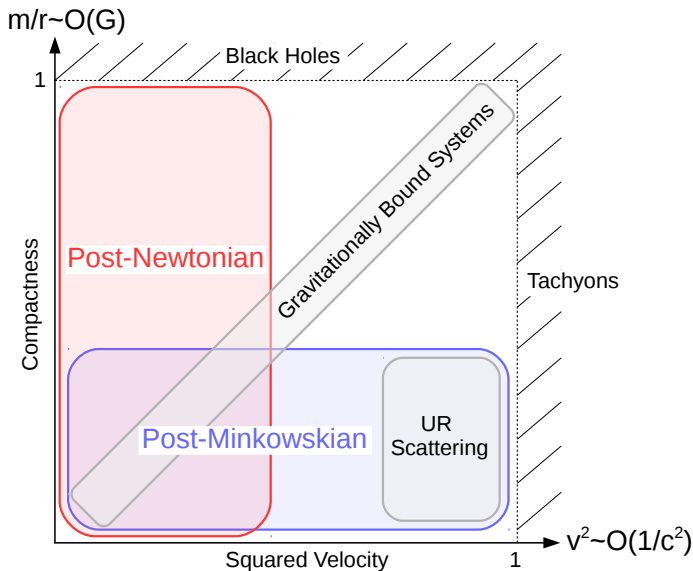 m/r~O(G)
Black Holes
1
Gravitationally Bound Systems
Post-Newtonian
Tachyons
Compactness
UR
Scattering
Post-Minkowskian
Squared Velocity
1
v²~O(1/c²)